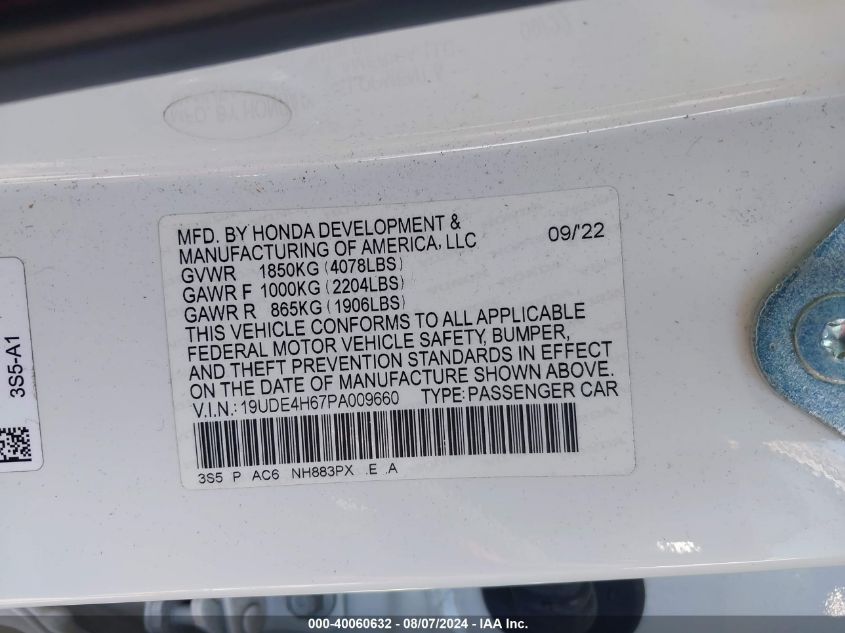 MFD. BY HONDA DEVELOPMENT &
MANUFACTURING OF AMERICA, LLC 09/'22
GVWR 1850KG (4078LBS)
GAWR F 1000KG (2204LBS)
GAWR R 865KG (1906LBS)
THIS VEHICLE CONFORMS TO ALL APPLICABLE
FEDERAL MOTOR VEHICLE SAFETY, BUMPER,
AND THEFT PREVENTION STANDARDS IN EFFECT
ON THE DATE OF MANUFACTURE SHOWN ABOVE.
V.I.N.: 19UDE4H67PA009660 TYPE:PASSENGER CAR
3S5 P AC6 NH883PX .E .A
3S5-A1
000-40060632 - 08/07/2024 - IAA Inc.